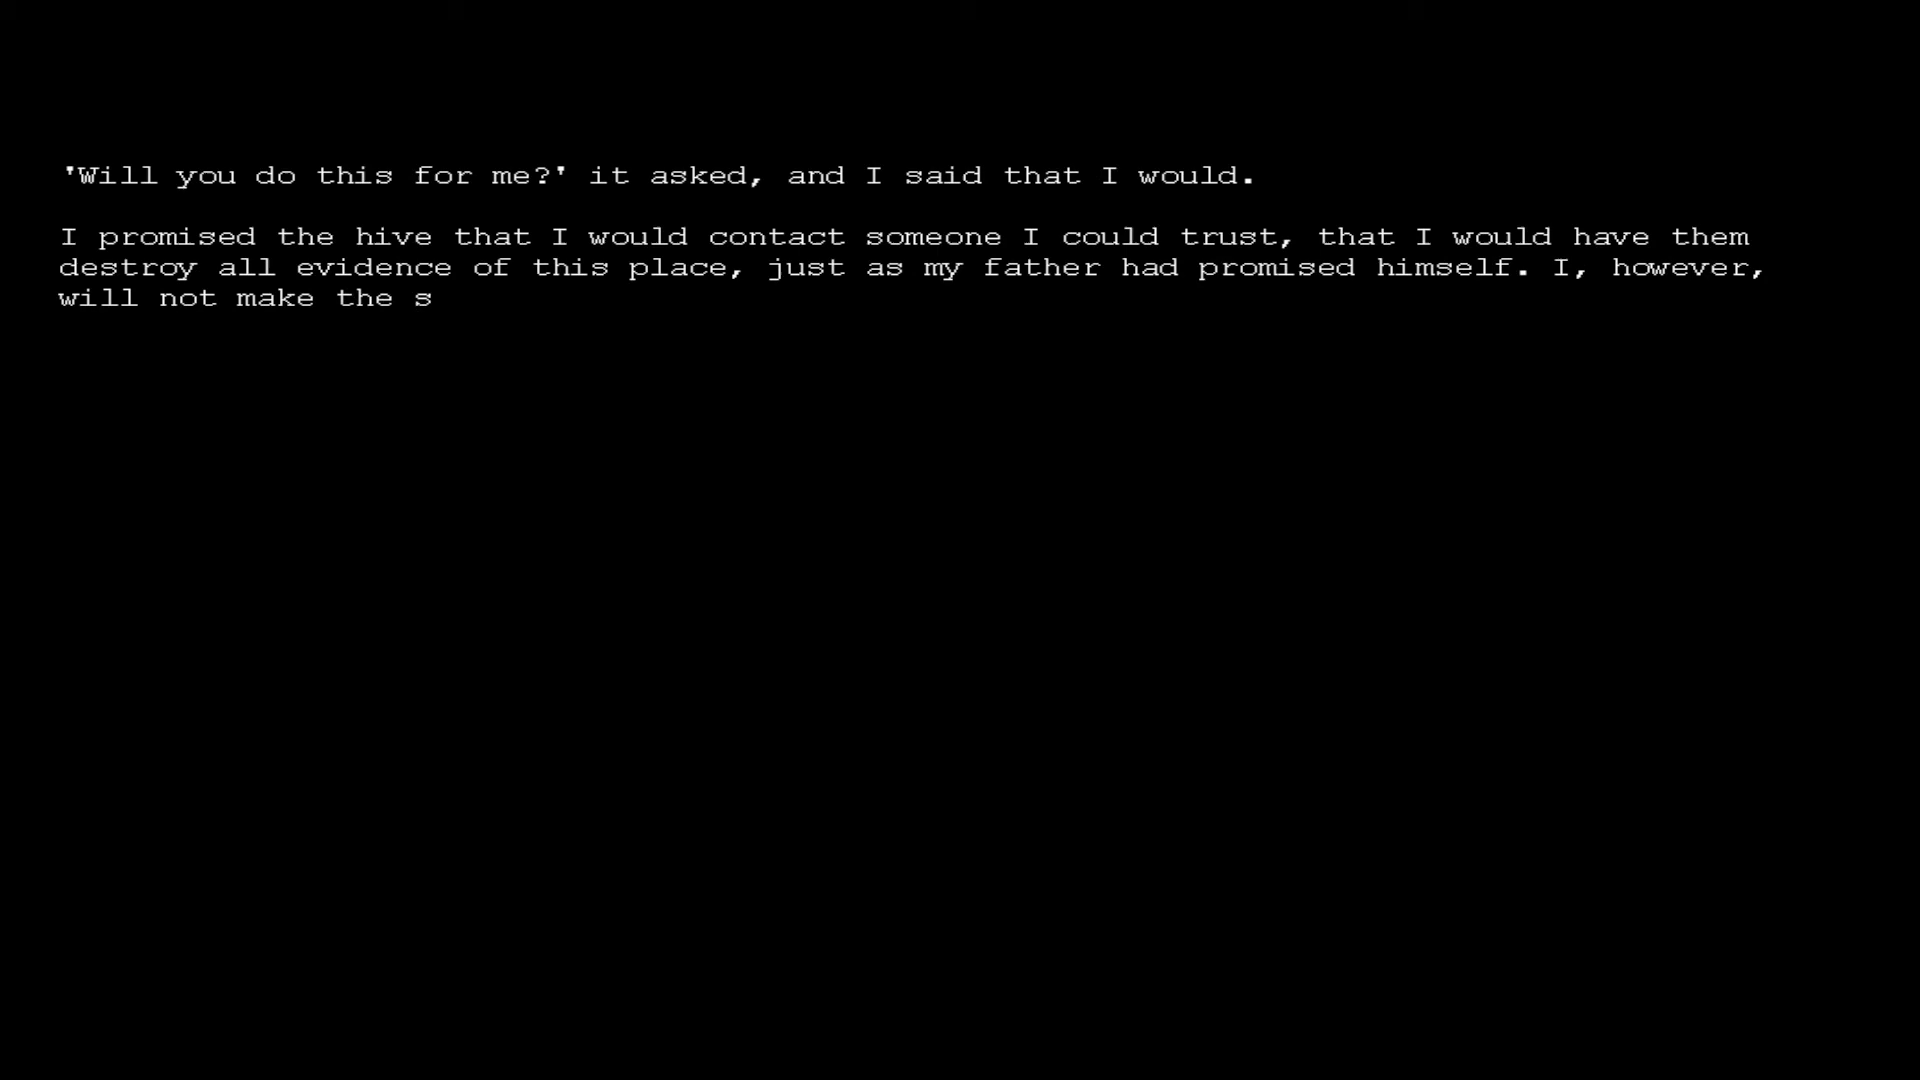 'Will you do this for me?' it asked, and I said that I would.
I promised the hive that I would contact someone I could trust, that I would have them
destroy all evidence of this place, just as my father had promised himself. I, however,
will not make the s